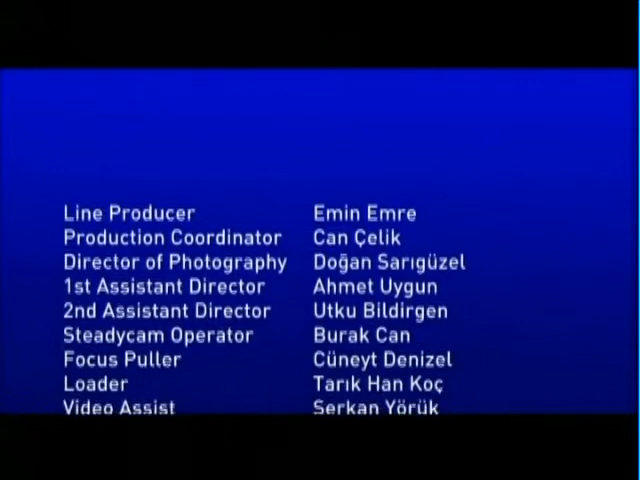 Line Producer Emin Emre
Production Coordinator Can Çelik
Director of Photography Doğan Sarıgüzel
1st Assistant Director Ahmet Uygun
2nd Assistant Director Utku Bildirgen
Steadycam Operator Burak Can
Focus Puller Cüneyt Denizel
Loader Tarık Han Koç
Video Assist Serkan Yörük